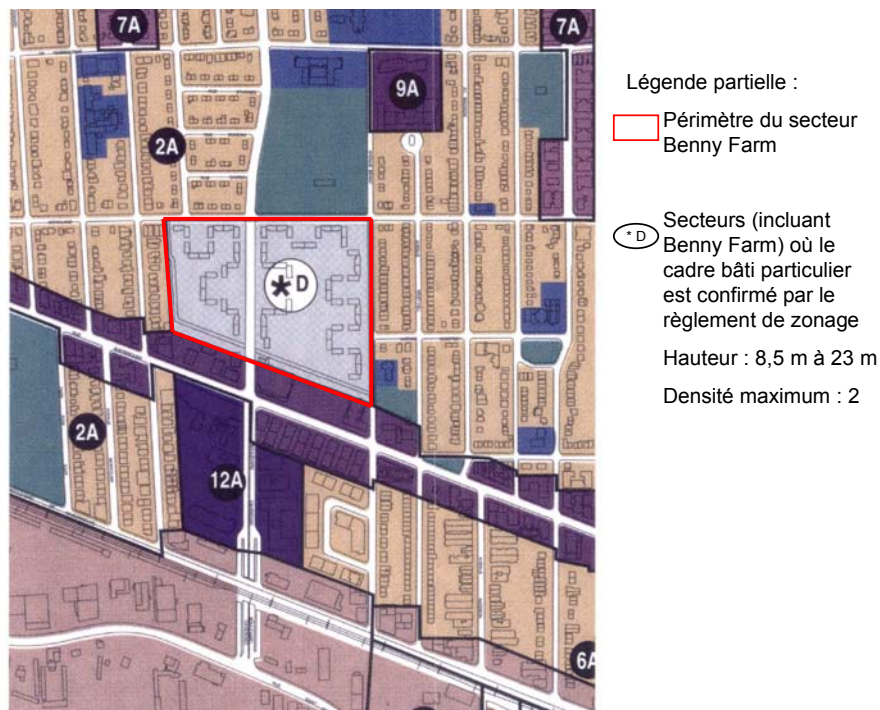 7A
7A
9A
2A
* D
2A
12A
6A
Légende partielle :
Périmètre du secteur
Benny Farm
* D
Secteurs (incluant
Benny Farm) où le
cadre bâti particulier
est confirmé par le
règlement de zonage
Hauteur : 8,5 m à 23 m
Densité maximum : 2